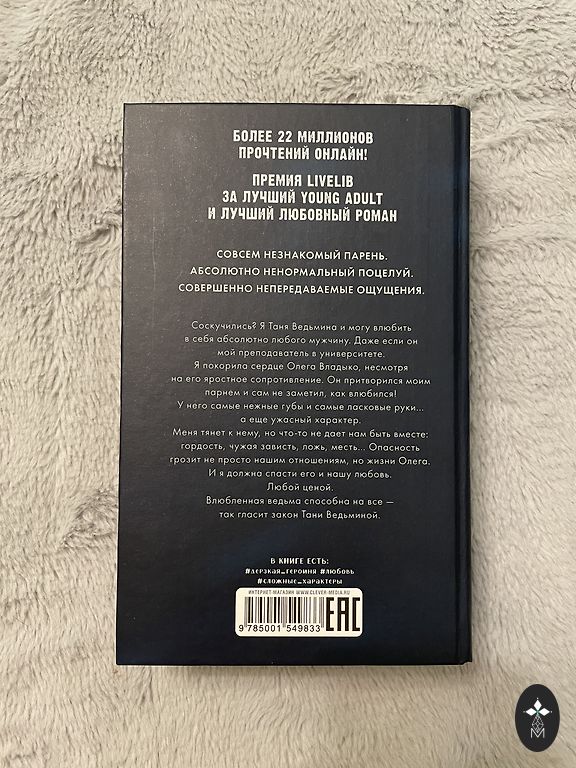 БОЛЕЕ 22 МИЛЛИОНОВ
ПРОЧТЕНИЙ ОНЛАЙН!
ПРЕМИЯ LIVELIB
ЗА ЛУЧШИЙ YOUNG ADULT
И ЛУЧШИЙ ЛЮБОВНЫЙ РОМАН
СОВСЕМ НЕЗНАКОМЫЙ ПАРЕНЬ.
АБСОЛЮТНО НЕНОРМАЛЬНЫЙ ПОЦЕЛУЙ.
СОВЕРШЕННО НЕПЕРЕДАВАЕМЫЕ ОЩУЩЕНИЯ.
Соскучились? Я Таня Ведьмина и могу влюбить
в себя абсолютно любого мужчину. Даже если он
мой преподаватель в университете.
Я покорила сердце Олега Владыко, несмотря
на его яростное сопротивление. Он притворился моим
парнем и сам не заметил, как влюбился!
У него самые нежные губы и самые ласковые руки...
а еще ужасный характер.
Меня тянет к нему, но что-то не дает нам быть вместе:
гордость, чужая зависть, ложь, месть... Опасность
грозит не просто нашим отношениям, но жизни Олега.
И я должна спасти его и нашу любовь.
Любой ценой.
Влюбленная ведьма способна на все —
так гласит закон Тани Ведьминой.
В КНИГЕ ЕСТЬ:
#дерзкая_героиня #любовь
#сложные_характеры
ИНТЕРНЕТ-МАГАЗИН WWW.CLEVER-MEDIA.RU
9 785001 549833
EAC
M